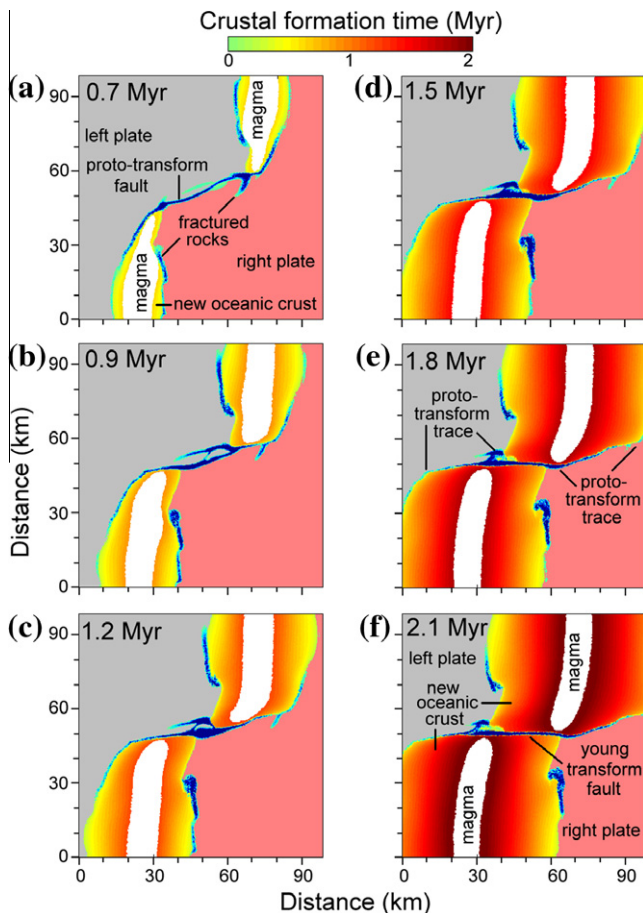 Crustal formation time (Myr)
0 1 2
(a) 0.7 Myr
left plate
proto-transform
fault
magma
fractured
rocks
right plate
magma
new oceanic crust
90
60
30
0
(d) 1.5 Myr
(b) 0.9 Myr
90
60
30
0
(e) 1.8 Myr
proto-
transform
trace
proto-
transform
trace
(c) 1.2 Myr
90
60
30
0
0 30 60 90
(f) 2.1 Myr
left plate
magma
new
oceanic
crust
young
transform
fault
magma
right plate
0 30 60 90
Distance (km)
Distance (km)